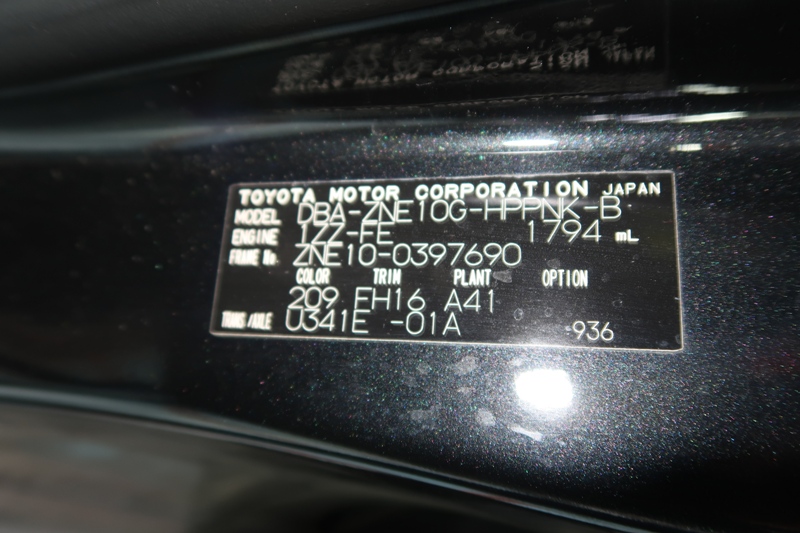 TOYOTA MOTOR CORPORATION JAPAN
MODEL DBA-ZNE10G-HPPNK-B
ENGINE 1ZZ-FE 1794 mL
FRAME No. ZNE10-0397690
COLOR TRIM PLANT OPTION
209 FH16 A41
TRANS/AXLE U341E -01A 936